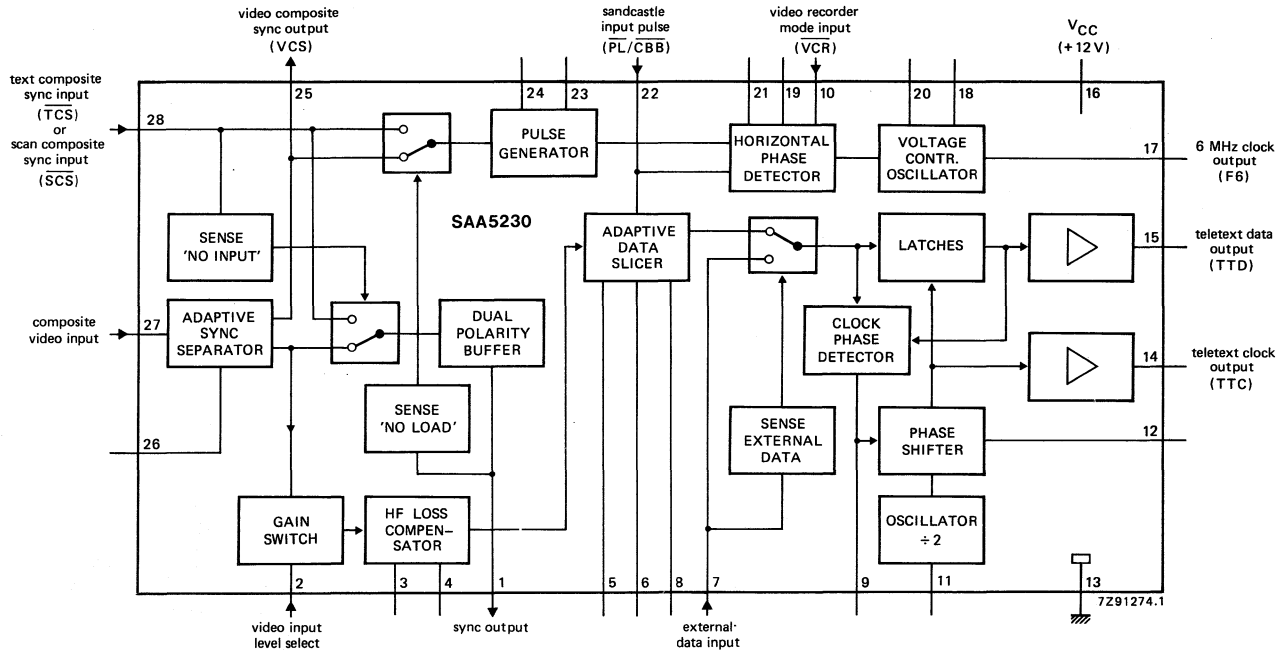 video composite
sync output
(VCS)
sandcastle
input pulse
(PL/CBB)
video recorder
mode input
(VCR)
VCC
(+12V)
text composite
sync input
(TCS)
or
scan composite
sync input
(SCS)
25
24
23
22
21
19
10
20
18
16
28
PULSE
GENERATOR
HORIZONTAL
PHASE
DETECTOR
VOLTAGE
CONTR.
OSCILLATOR
17
6 MHz clock
output
(F6)
SAA5230
SENSE
'NO INPUT'
ADAPTIVE
DATA
SLICER
LATCHES
15
teletext data
output
(TTD)
composite
video input
27
ADAPTIVE
SYNC
SEPARATOR
DUAL
POLARITY
BUFFER
CLOCK
PHASE
DETECTOR
14
teletext clock
output
(TTC)
26
SENSE
'NO LOAD'
SENSE
EXTERNAL
DATA
PHASE
SHIFTER
12
GAIN
SWITCH
HF LOSS
COMPEN-
SATOR
OSCILLATOR
÷2
2
3
4
1
5
6
8
7
9
11
13
7Z91274.1
video input
level select
sync output
external
data input